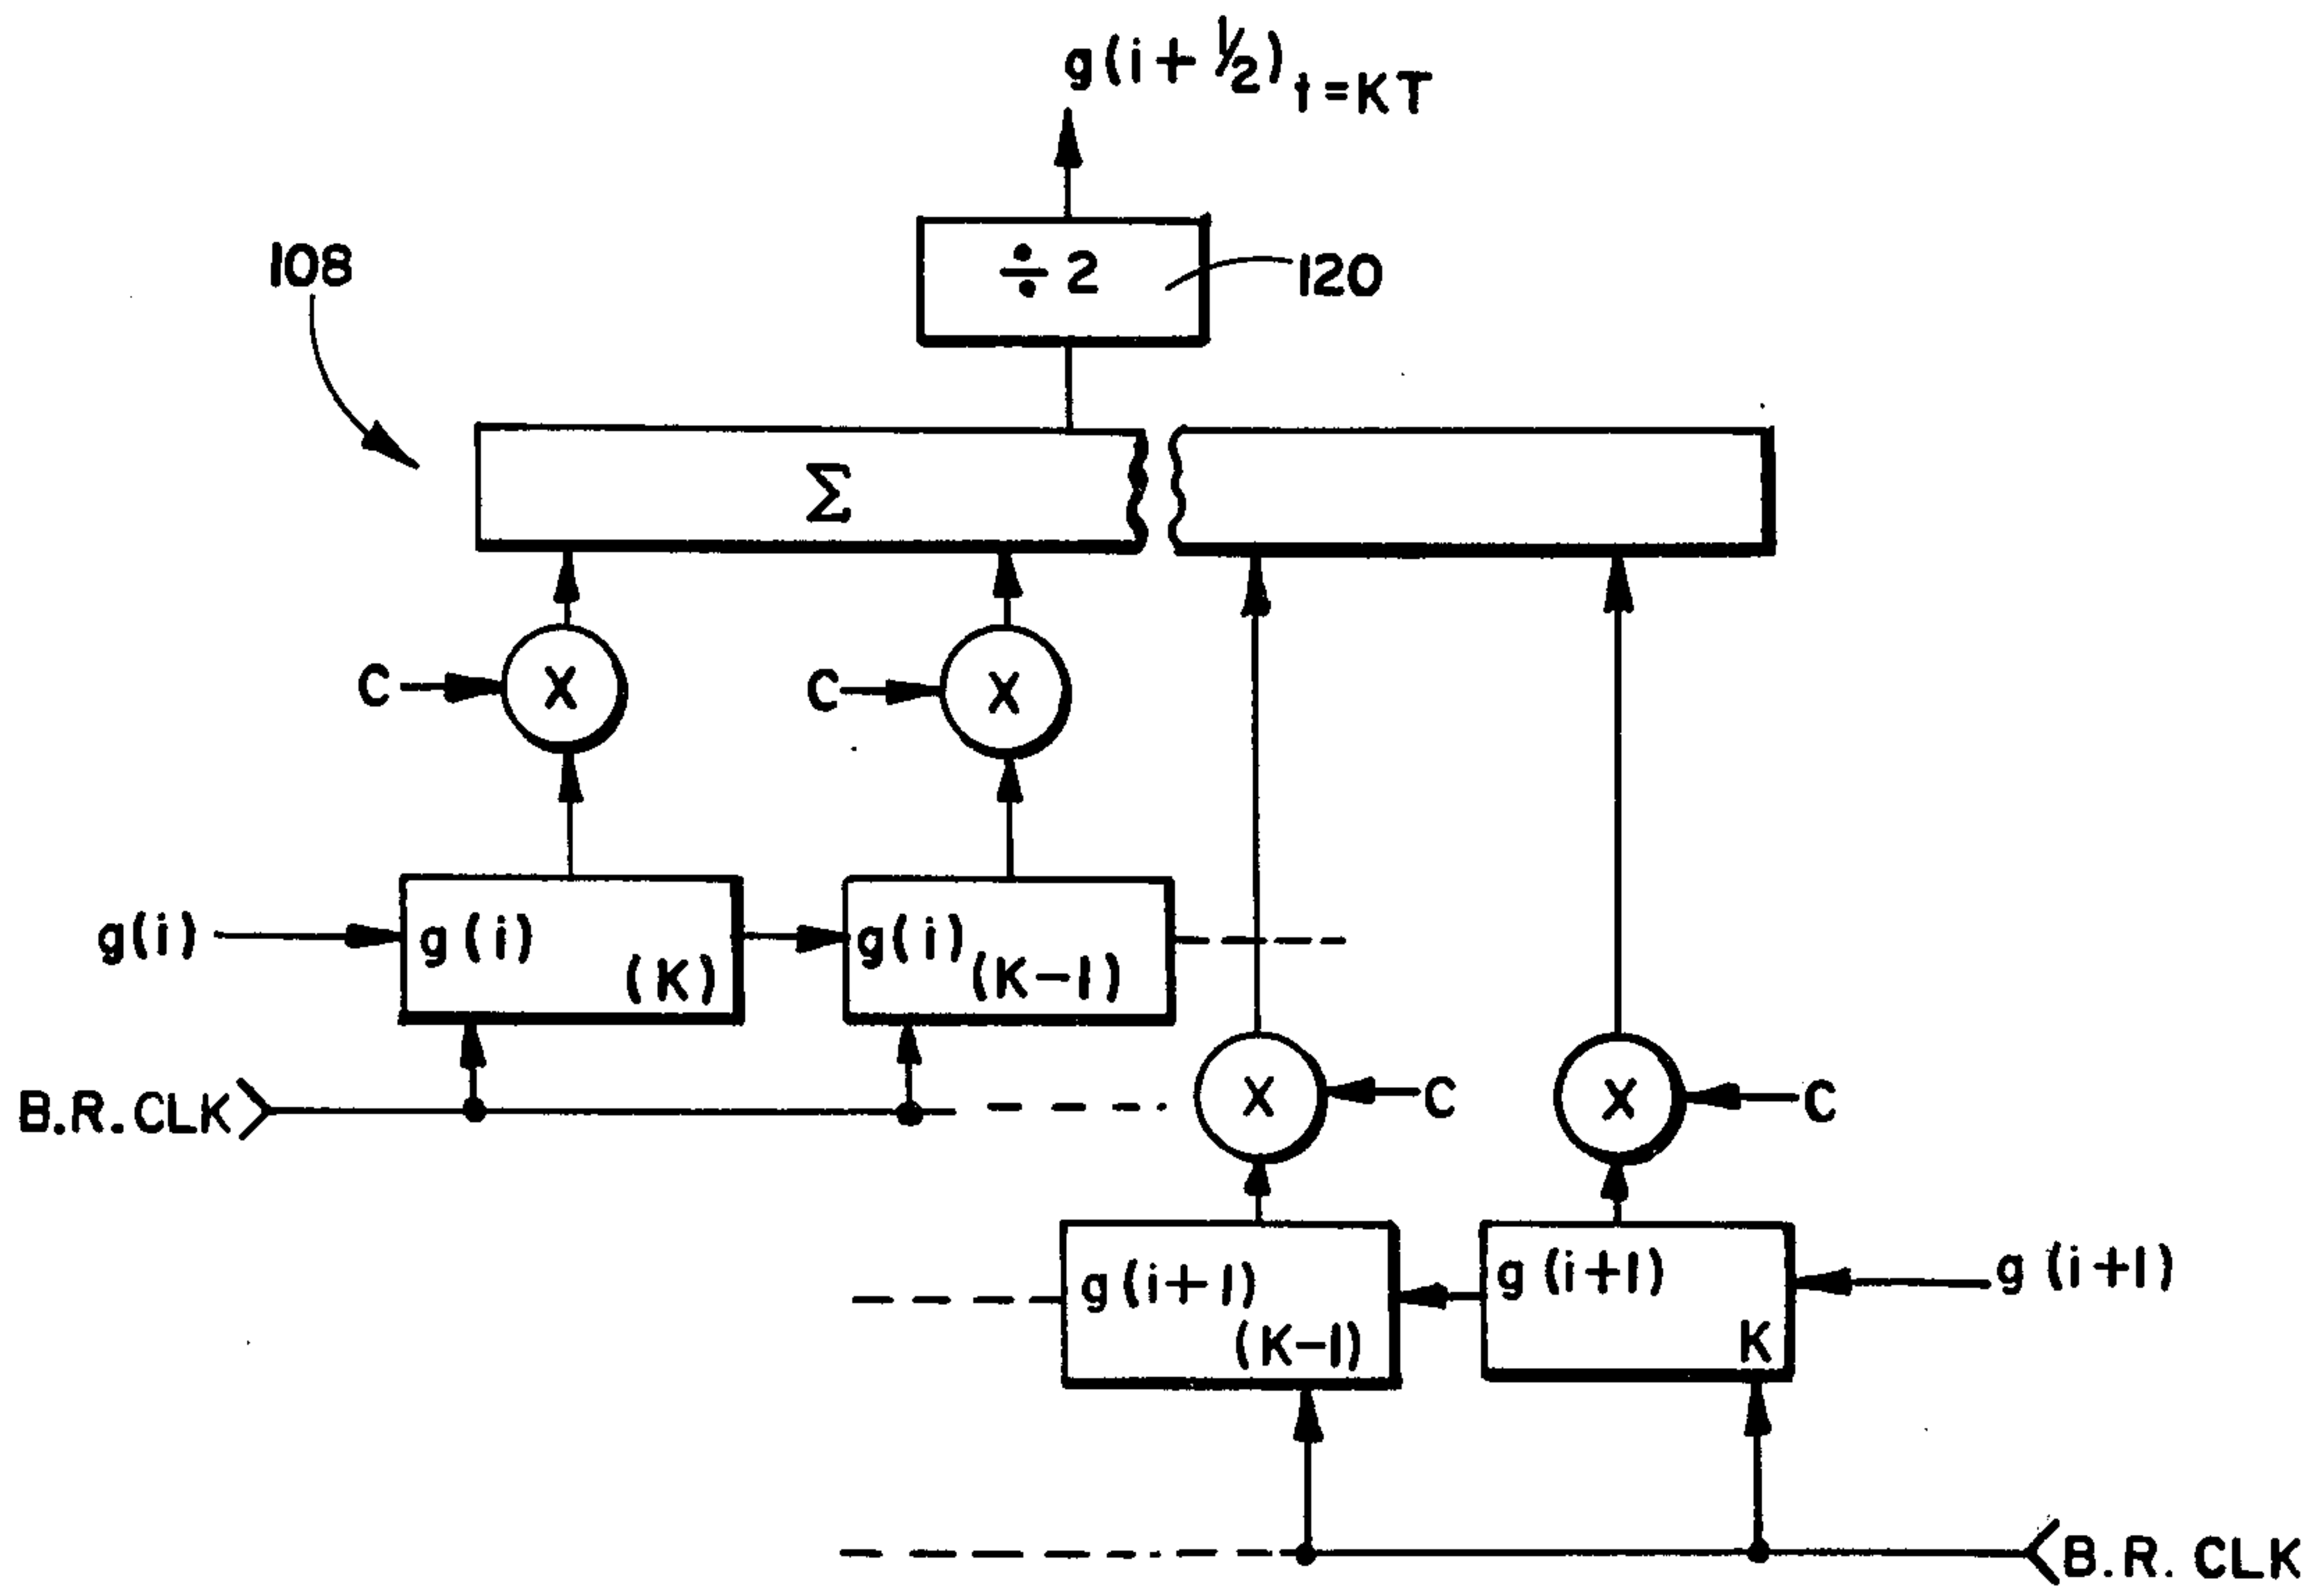 g(i+½)t=KT
108
÷2
120
Σ
C
X
C
X
g(i)
g(i)
(K)
g(i)
(K-1)
B.R.CLK
X
C
X
C
g(i+1)
(K-1)
g(i+1)
K
g(i+1)
B.R. CLK